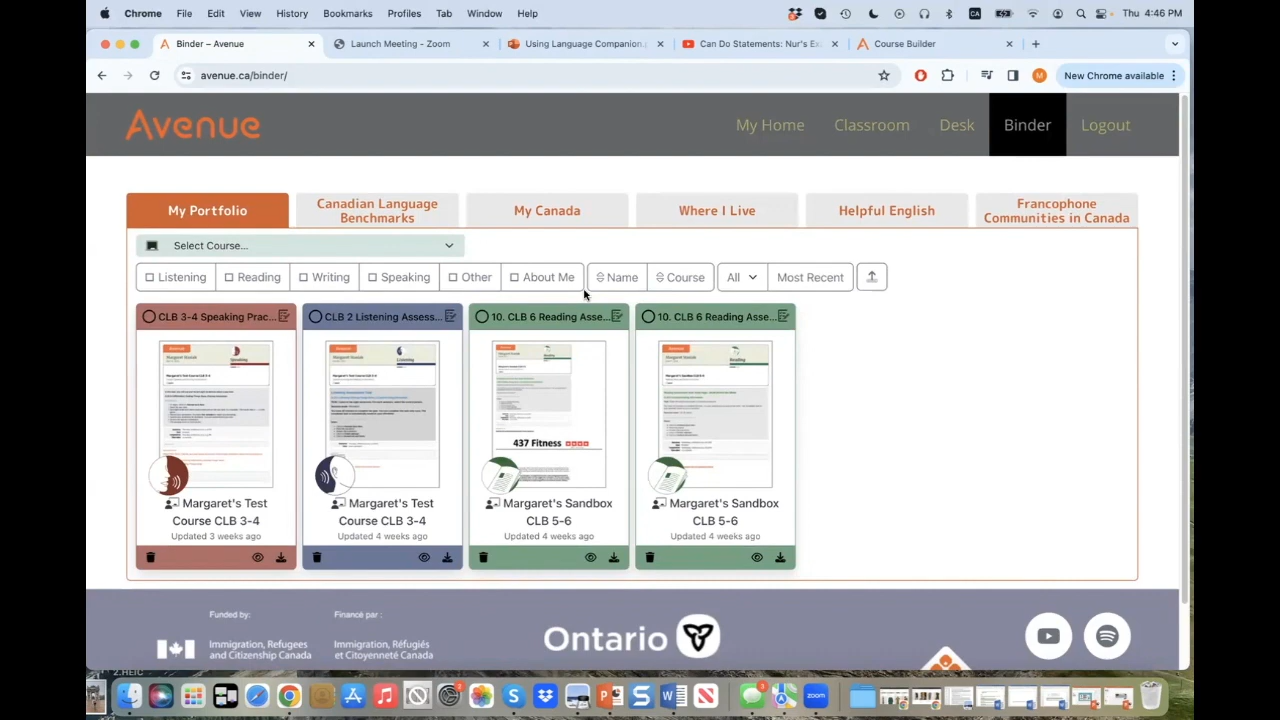 Chrome File Edit View History Bookmarks Profiles Tab Window Help Thu 4:46 PM
Binder – Avenue Launch Meeting - Zoom Using Language Companion. Can Do Statements: Nur's Ex Course Builder
avenue.ca/binder/ M New Chrome available
Avenue My Home Classroom Desk Binder Logout
My Portfolio Canadian Language Benchmarks My Canada Where I Live Helpful English Francophone Communities in Canada
Select Course...
Listening Reading Writing Speaking Other About Me Name Course All Most Recent
CLB 3-4 Speaking Prac... CLB 2 Listening Assess... 10. CLB 6 Reading Asse... 10. CLB 6 Reading Asse...
437 Fitness
Margaret's Test Course CLB 3-4 Margaret's Test Course CLB 3-4 Margaret's Sandbox CLB 5-6 Margaret's Sandbox CLB 5-6
Updated 3 weeks ago Updated 4 weeks ago Updated 4 weeks ago Updated 4 weeks ago
Funded by: Financé par :
Immigration, Refugees and Citizenship Canada Immigration, Réfugiés et Citoyenneté Canada Ontario
2.HEIC
zoom